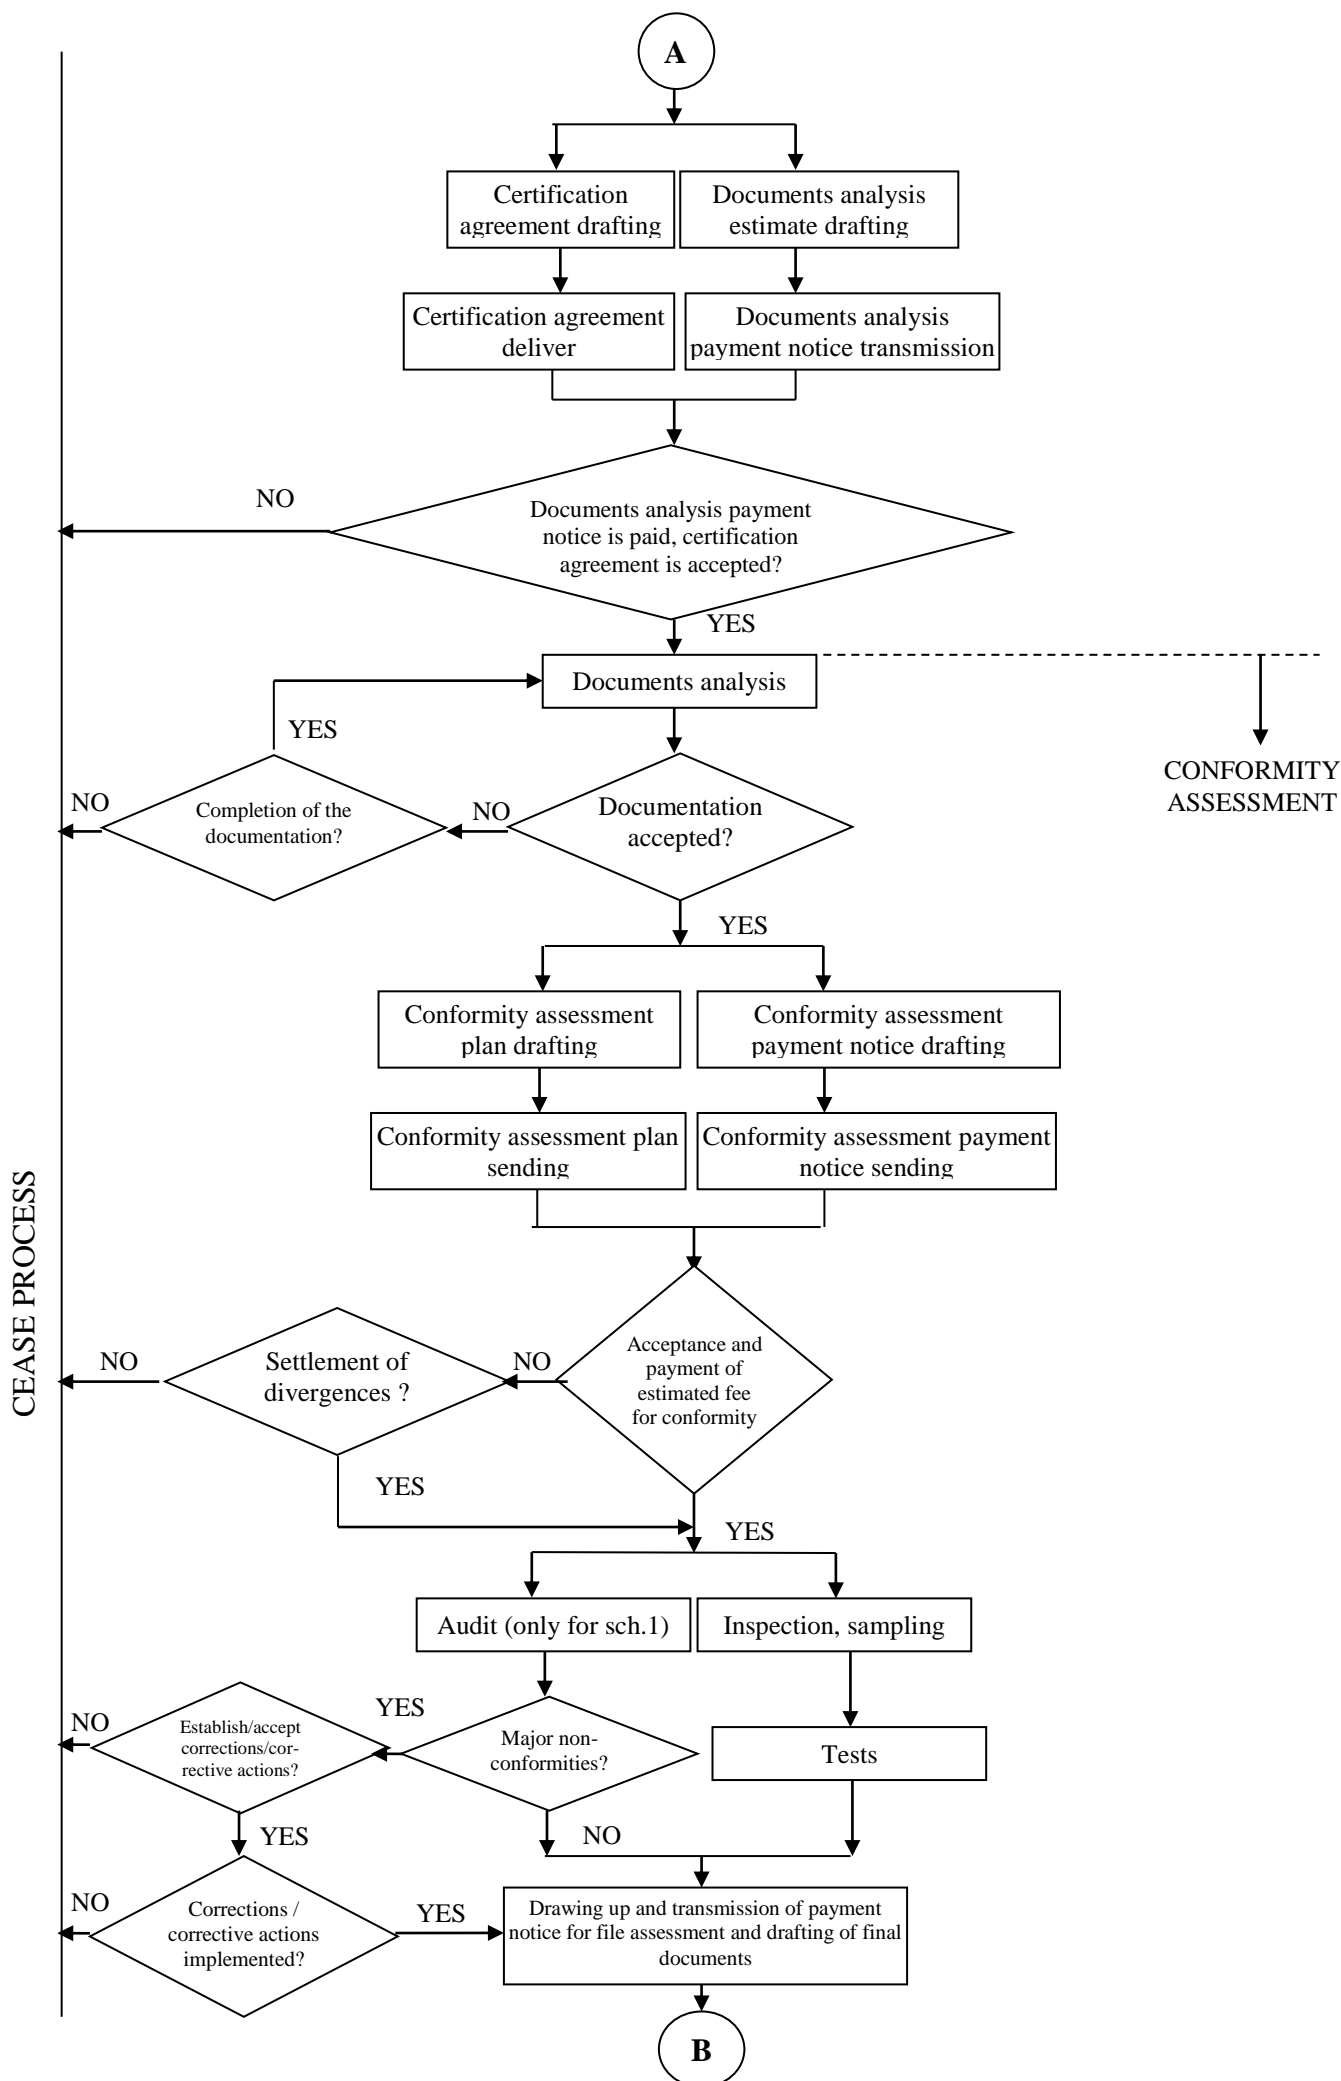 A
Certification
agreement drafting
Documents analysis
estimate drafting
Certification agreement
deliver
Documents analysis
payment notice transmission
NO
Documents analysis payment
notice is paid, certification
agreement is accepted?
YES
Documents analysis
YES
CONFORMITY
ASSESSMENT
NO
Completion of the
documentation?
NO
Documentation
accepted?
YES
Conformity assessment
plan drafting
Conformity assessment
payment notice drafting
Conformity assessment plan
sending
Conformity assessment payment
notice sending
CEASE PROCESS
NO
Settlement of
divergences ?
NO
Acceptance and
payment of
estimated fee
for conformity
YES
YES
Audit (only for sch.1)
Inspection, sampling
NO
Establish/accept
corrections/cor-
rective actions?
YES
Major non-
conformities?
Tests
YES
NO
NO
Corrections /
corrective actions
implemented?
YES
Drawing up and transmission of payment
notice for file assessment and drafting of final
documents
B